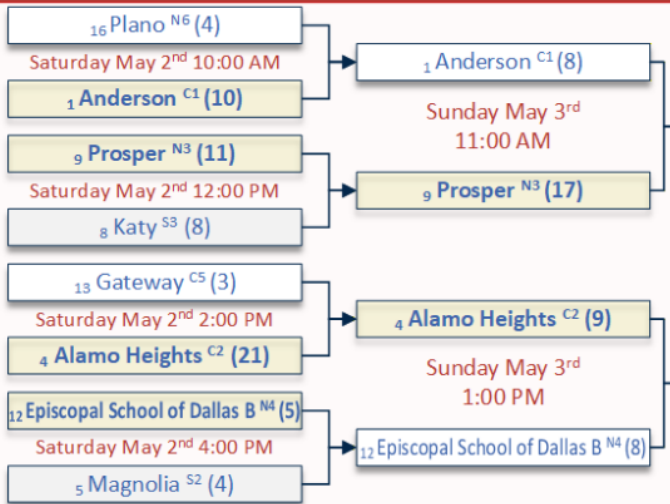 16 Plano N6 (4)
Saturday May 2nd 10:00 AM
1 Anderson C1 (10)
9 Prosper N3 (11)
Saturday May 2nd 12:00 PM
8 Katy S3 (8)
13 Gateway C5 (3)
Saturday May 2nd 2:00 PM
4 Alamo Heights C2 (21)
12 Episcopal School of Dallas B N4 (5)
Saturday May 2nd 4:00 PM
5 Magnolia S2 (4)
1 Anderson C1 (8)
Sunday May 3rd
11:00 AM
9 Prosper N3 (17)
4 Alamo Heights C2 (9)
Sunday May 3rd
1:00 PM
12 Episcopal School of Dallas B N4 (8)